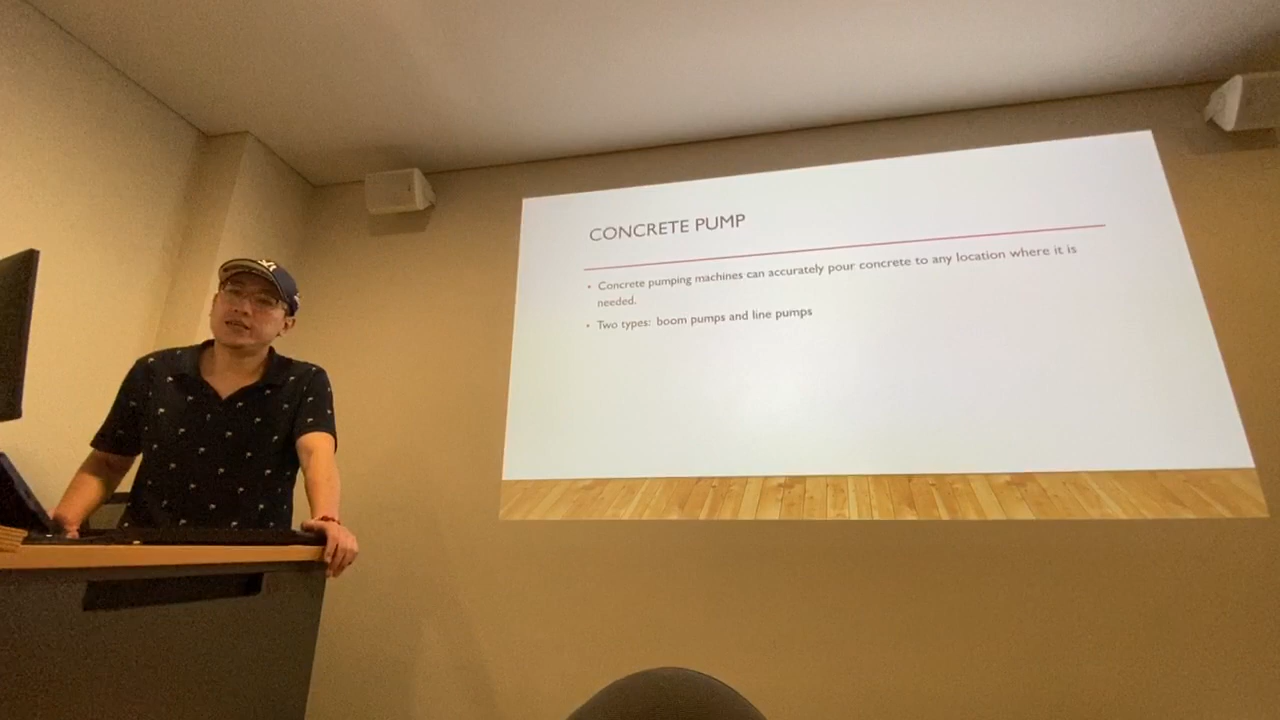 CONCRETE PUMP
• Concrete pumping machines can accurately pour concrete to any location where it is
needed.
• Two types: boom pumps and line pumps